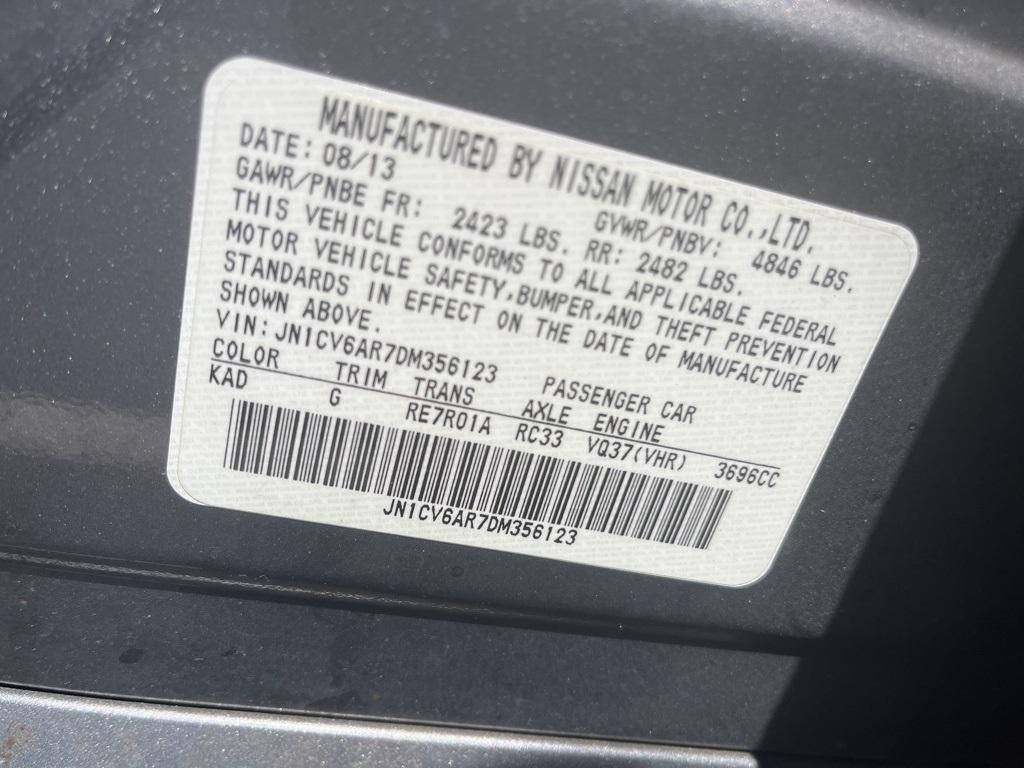 MANUFACTURED BY NISSAN MOTOR CO.,LTD.
DATE: 08/13 GVWR/PNBV: 4846 LBS.
GAWR/PNBE FR: 2423 LBS. RR: 2482 LBS.
THIS VEHICLE CONFORMS TO ALL APPLICABLE FEDERAL
MOTOR VEHICLE SAFETY,BUMPER,AND THEFT PREVENTION
STANDARDS IN EFFECT ON THE DATE OF MANUFACTURE
SHOWN ABOVE.
VIN:JN1CV6AR7DM356123 PASSENGER CAR
COLOR TRIM TRANS AXLE ENGINE
KAD G RE7R01A RC33 VQ37(VHR) 3696CC
JN1CV6AR7DM356123